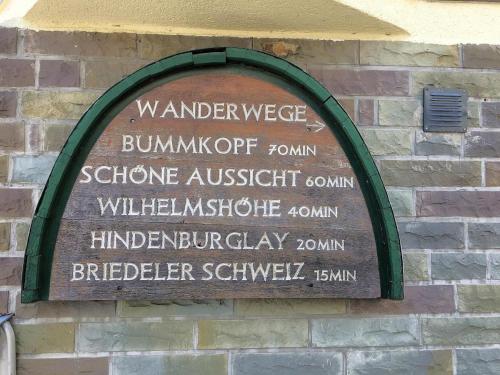 WANDERWEGE
BUMMKOPF 70MIN
SCHÖNE AUSSICHT 60MIN
WILHELMSHÖHE 40MIN
HINDENBURGLAY 20MIN
BRIEDELER SCHWEIZ 15MIN